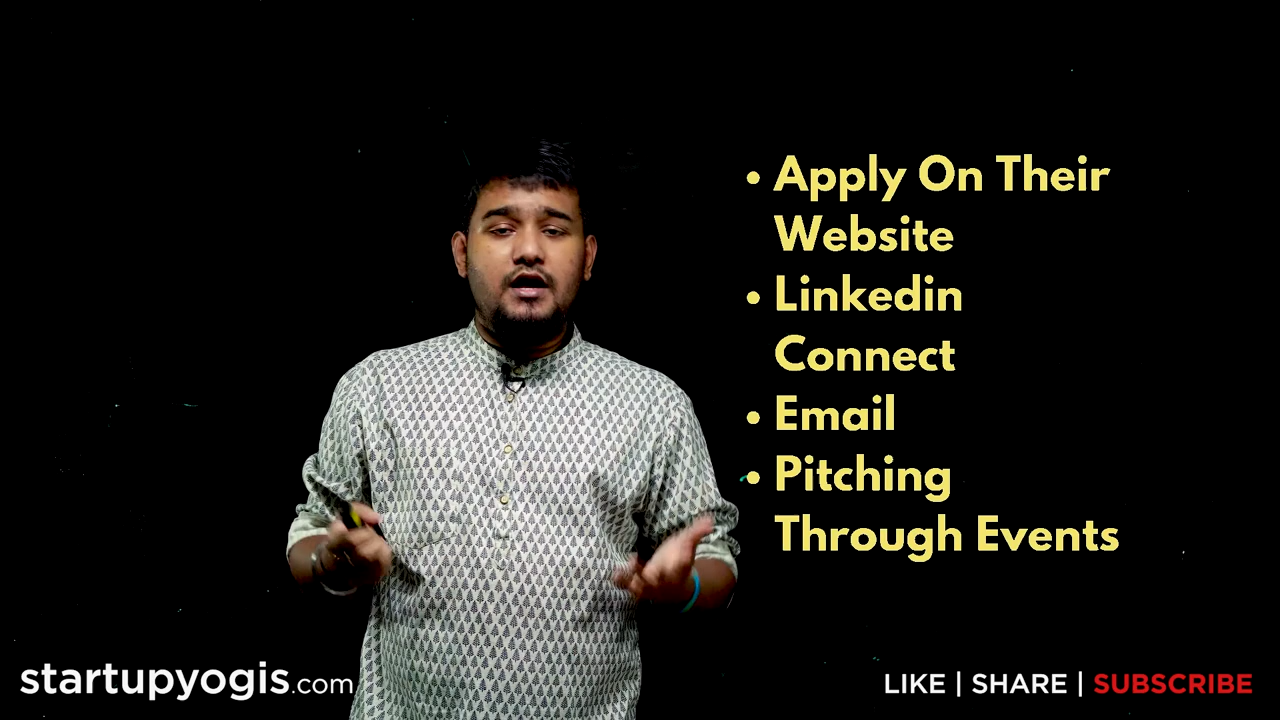 • Apply On Their
Website
• Linkedin
Connect
• Email
• Pitching
Through Events
startupyogis.com
LIKE | SHARE | SUBSCRIBE